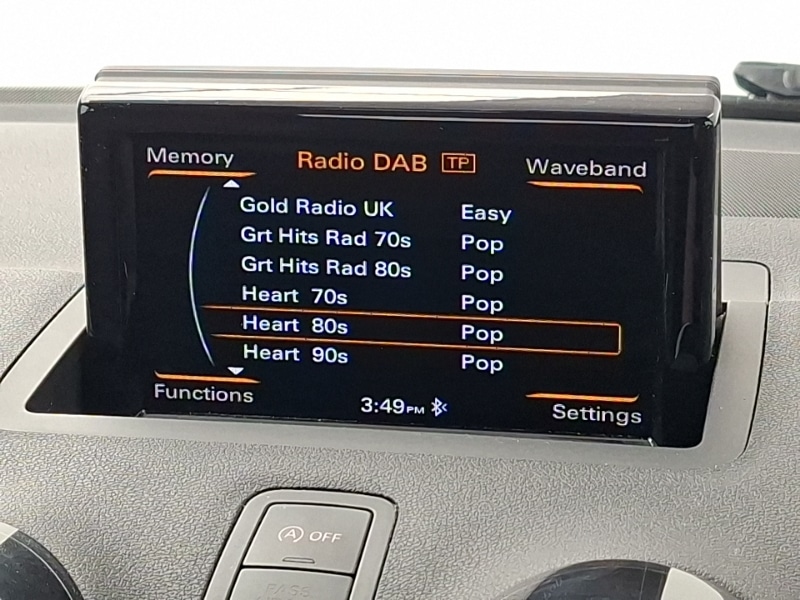 Memory Radio DAB TP Waveband
Gold Radio UK Easy
Grt Hits Rad 70s Pop
Grt Hits Rad 80s Pop
Heart 70s Pop
Heart 80s Pop
Heart 90s Pop
Functions 3:49PM Settings
A OFF